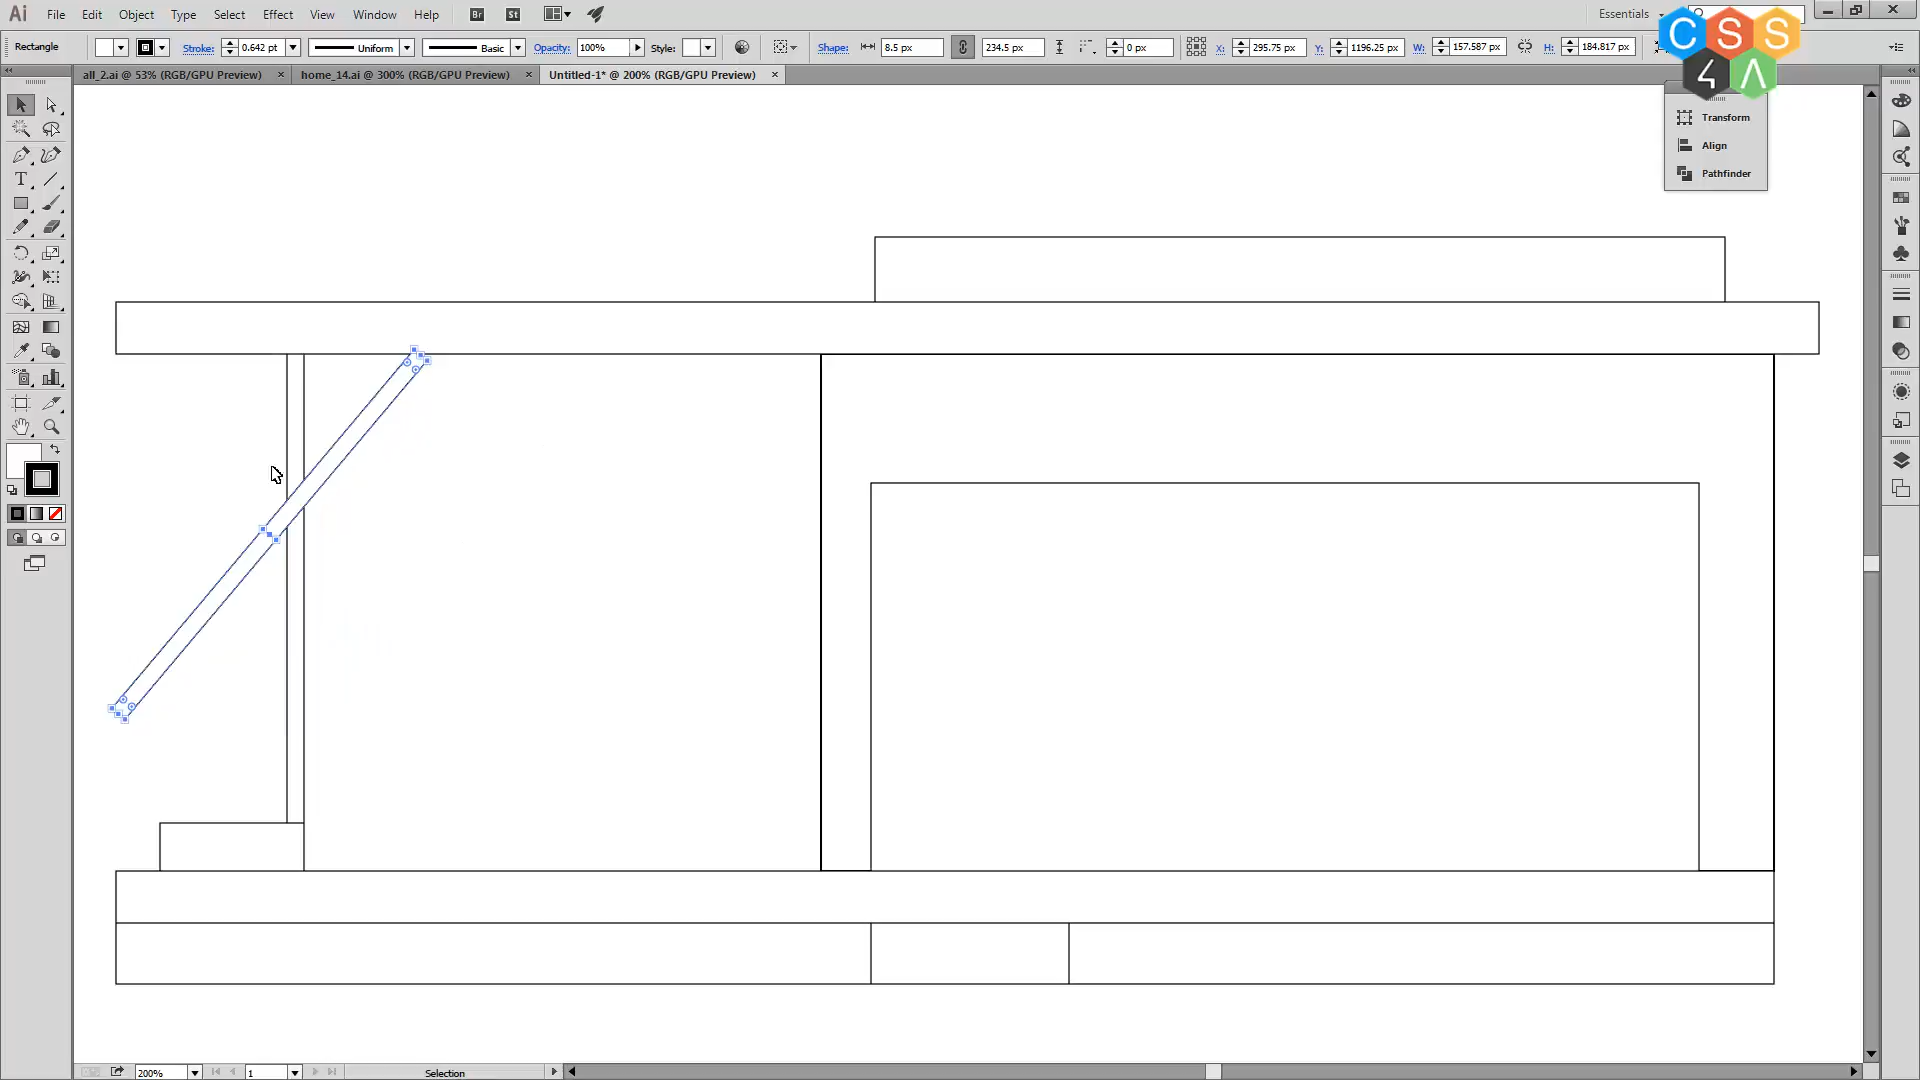 Ai File Edit Object Type Select Effect View Window Help Br St Essentials
CSS
4
Rectangle Stroke: 0.642 pt Uniform Basic Opacity: 100% Style: Shape: 8.5 px 234.5 px 0 px X: 295.75 px Y: 1196.25 px W: 157.587 px H: 184.817 px
all_2.ai @ 53% (RGB/GPU Preview) × home_14.ai @ 300% (RGB/GPU Preview) × Untitled-1* @ 200% (RGB/GPU Preview) ×
Transform
Align
Pathfinder
T
200% 1 Selection